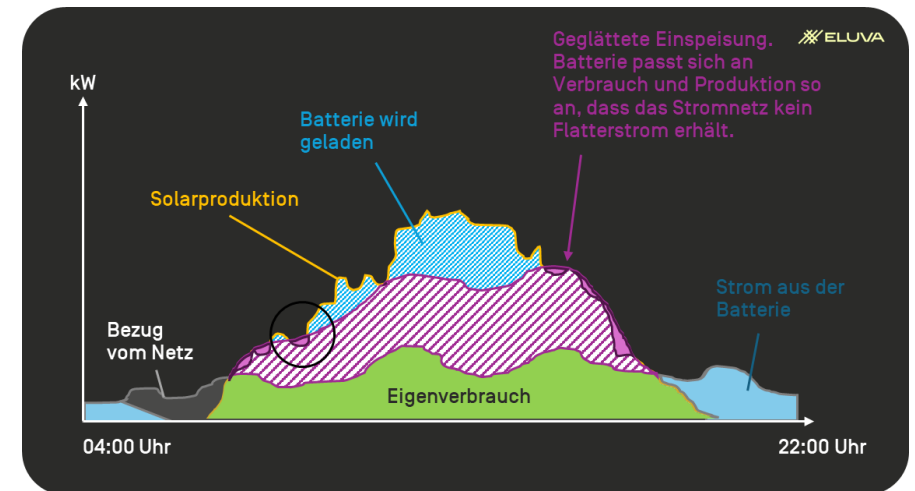 ELUVA
Geglättete Einspeisung.
Batterie passt sich an
Verbrauch und Produktion so
an, dass das Stromnetz kein
Flatterstrom erhält.
kW
Batterie wird
geladen
Solarproduktion
Strom aus der
Batterie
Bezug
vom Netz
Eigenverbrauch
04:00 Uhr
22:00 Uhr